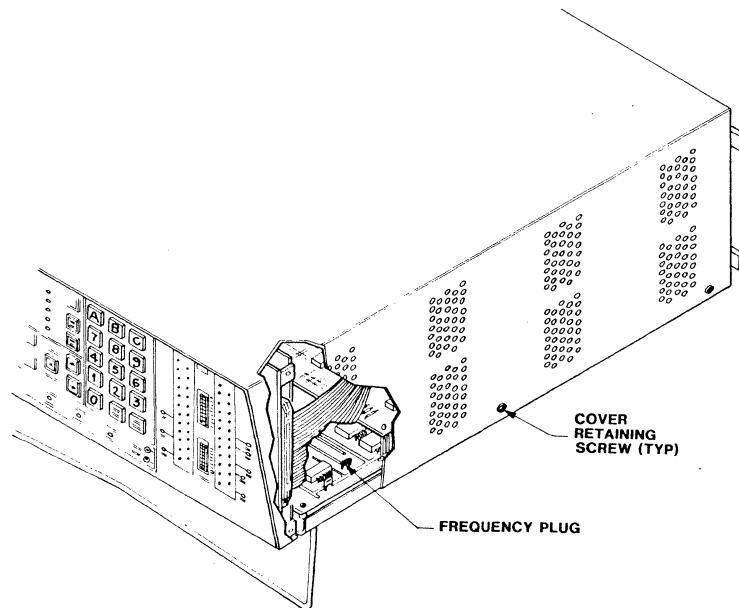 A B C
7 8 9
4 5 6
1 2 3
0
COVER
RETAINING
SCREW (TYP)
FREQUENCY PLUG